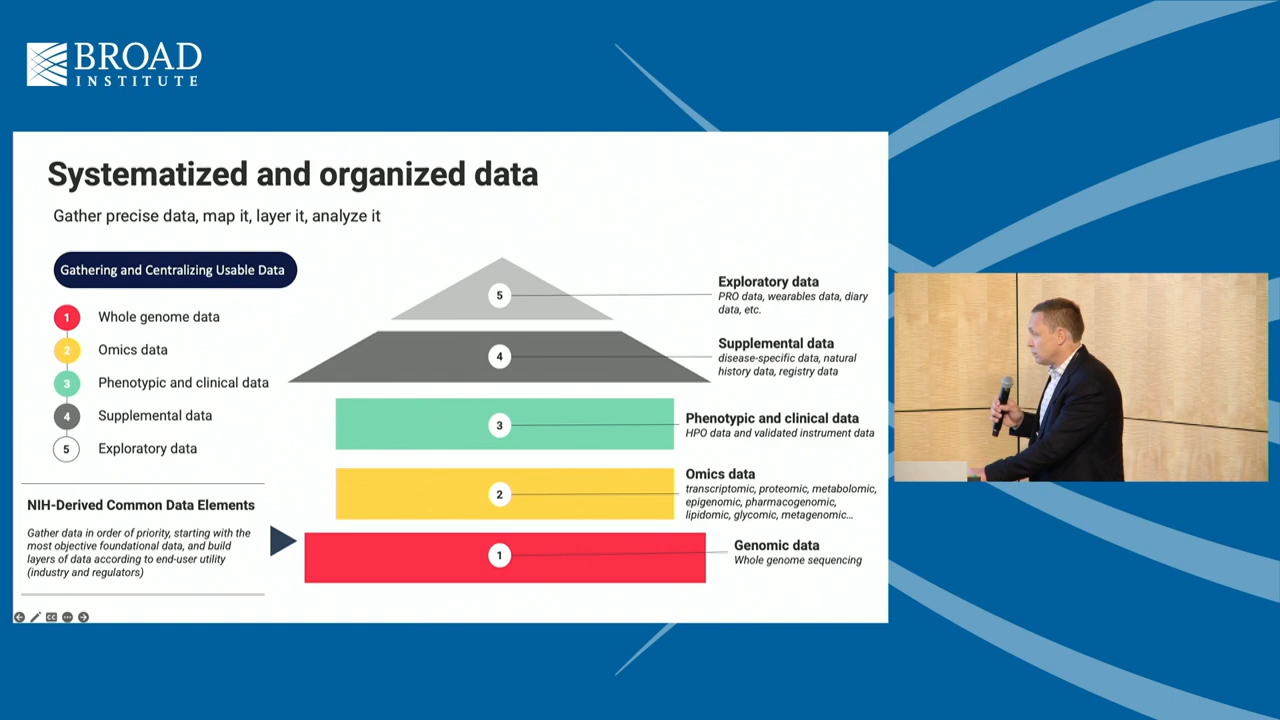 BROAD
INSTITUTE
Systematized and organized data
Gather precise data, map it, layer it, analyze it
Gathering and Centralizing Usable Data
1 Whole genome data
2 Omics data
3 Phenotypic and clinical data
4 Supplemental data
5 Exploratory data
NIH-Derived Common Data Elements
Gather data in order of priority, starting with the
most objective foundational data, and build
layers of data according to end-user utility
(industry and regulators)
5
Exploratory data
PRO data, wearables data, diary
data, etc.
4
Supplemental data
disease-specific data, natural
history data, registry data
3
Phenotypic and clinical data
HPO data and validated instrument data
2
Omics data
transcriptomic, proteomic, metabolomic,
epigenomic, pharmacogenomic,
lipidomic, glycomic, metagenomic...
1
Genomic data
Whole genome sequencing
CC